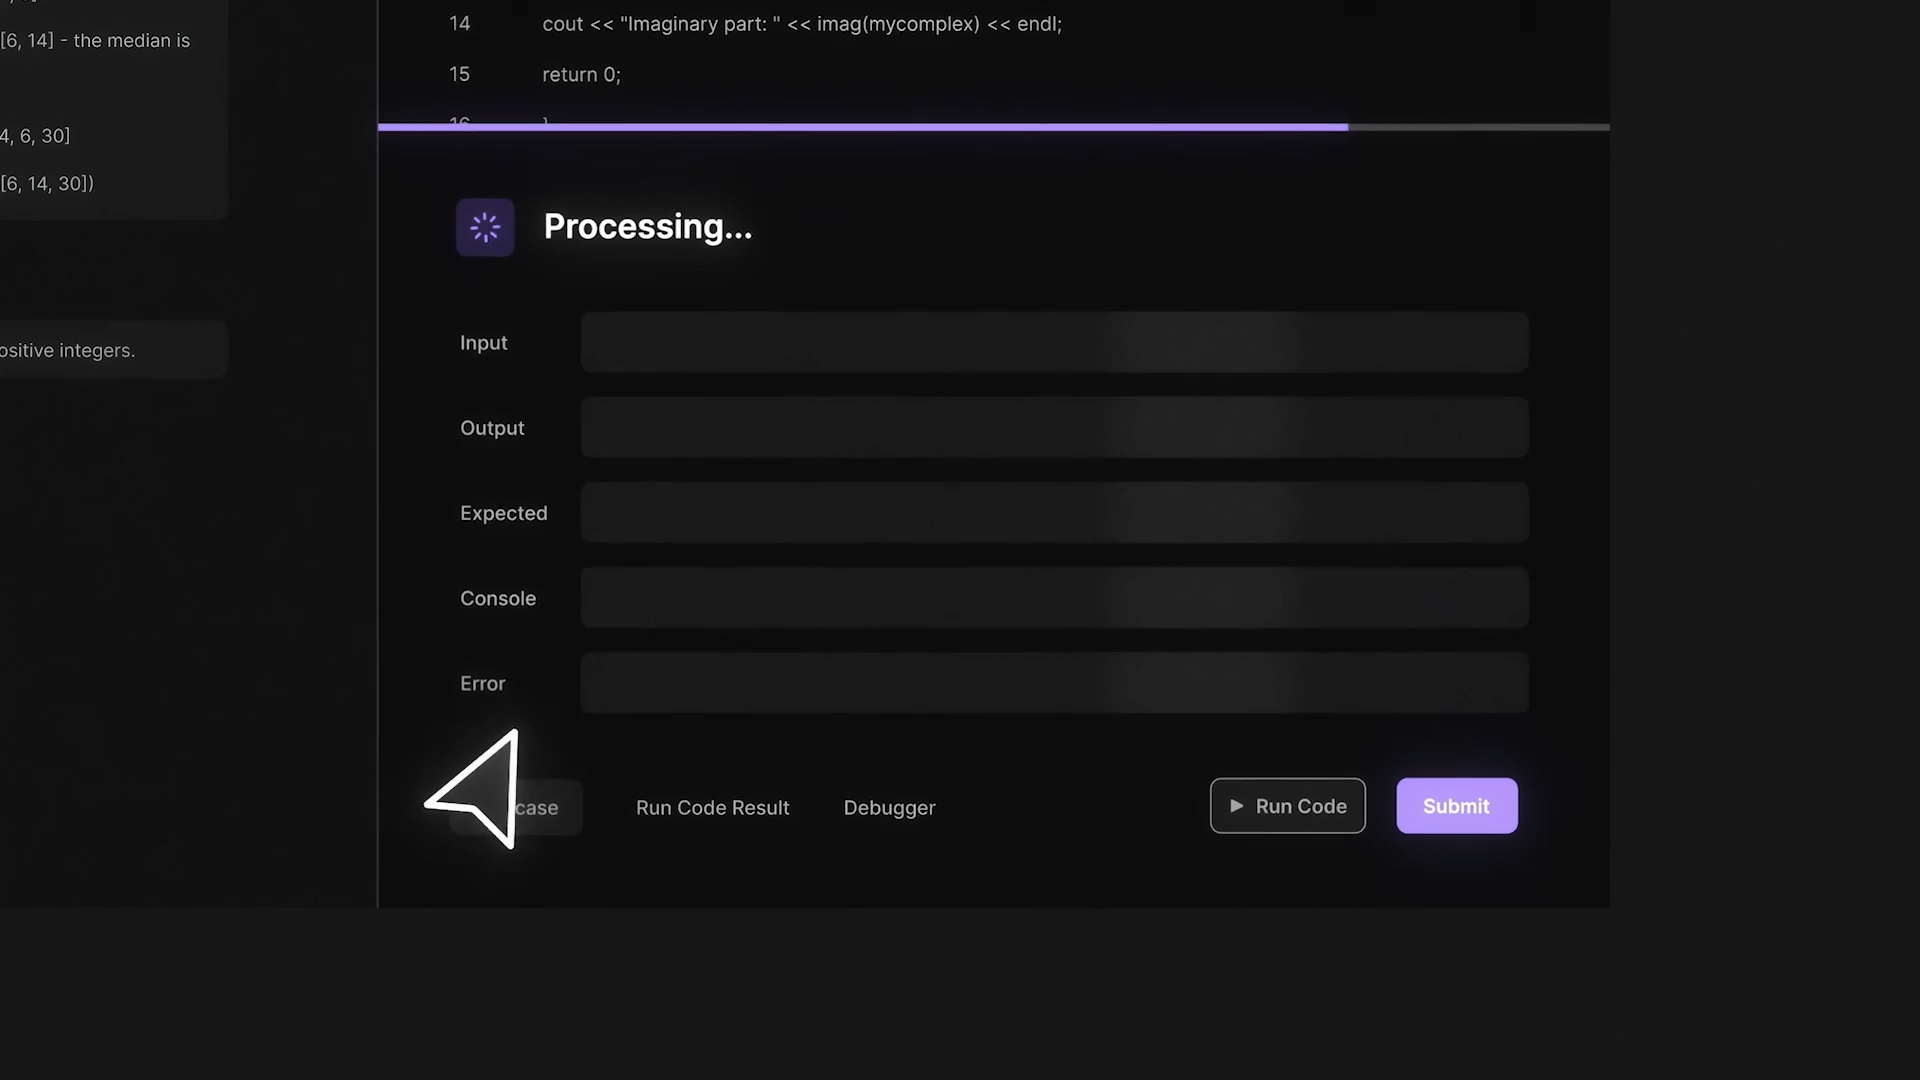 [6, 14] - the median is
4, 6, 30]
[6, 14, 30])
ositive integers.
14 cout << "Imaginary part: " << imag(mycomplex) << endl;
15 return 0;
Processing...
Input
Output
Expected
Console
Error
case
Run Code Result
Debugger
Run Code
Submit